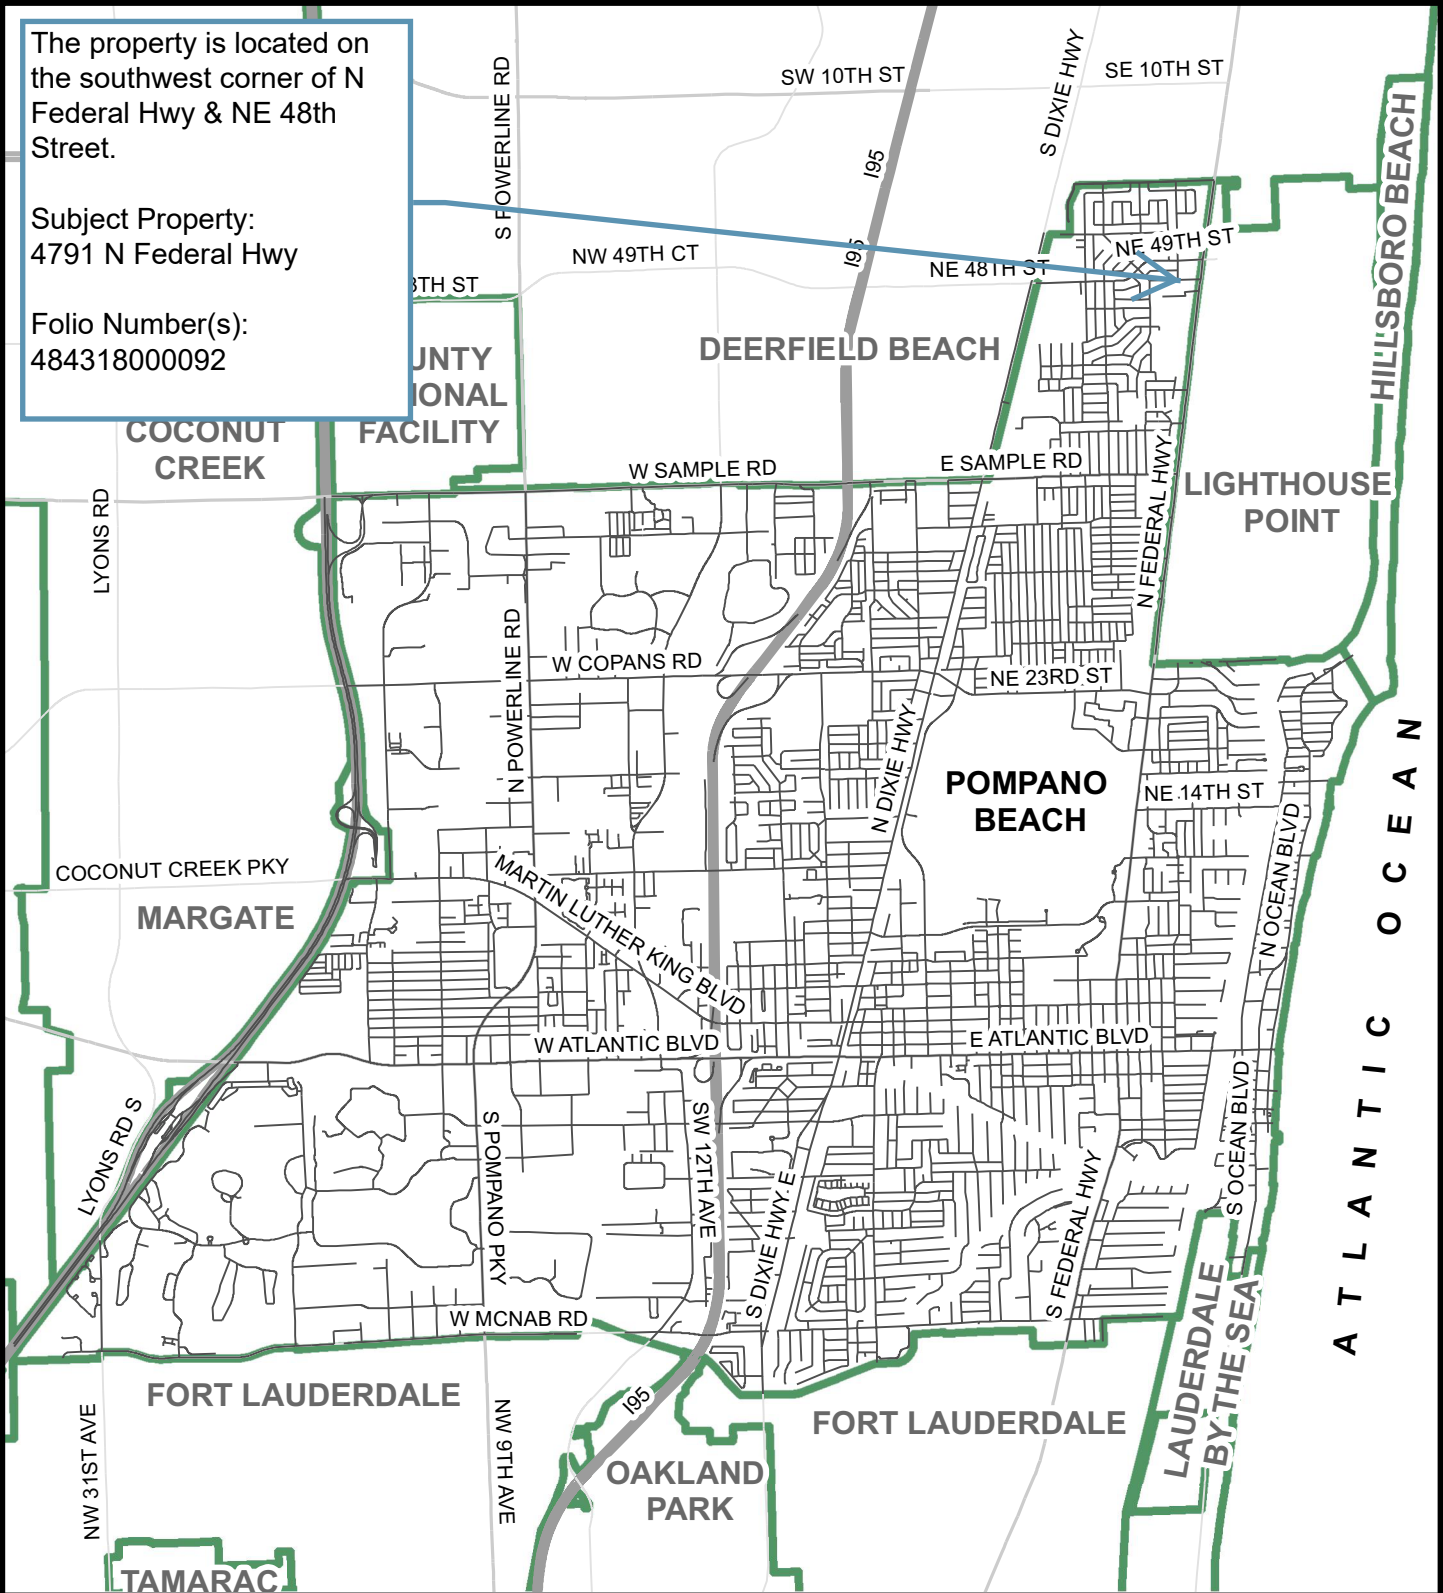 The property is located on
the southwest corner of N
Federal Hwy & NE 48th
Street.
Subject Property:
4791 N Federal Hwy
Folio Number(s):
484318000092
SW 10TH ST
SE 10TH ST
S DIXIE HWY
S POWERLINE RD
I95
HILLSBORO BEACH
NE 49TH ST
NW 49TH CT
I95
NE 48TH ST
8TH ST
DEERFIELD BEACH
UNTY
IONAL
FACILITY
COCONUT
CREEK
W SAMPLE RD
E SAMPLE RD
LIGHTHOUSE
POINT
LYONS RD
N FEDERAL HWY
N POWERLINE RD
W COPANS RD
NE 23RD ST
N DIXIE HWY
POMPANO
BEACH
NE 14TH ST
N OCEAN BLVD
ATLANTIC OCEAN
COCONUT CREEK PKY
MARTIN LUTHER KING BLVD
MARGATE
W ATLANTIC BLVD
E ATLANTIC BLVD
LYONS RD S
S POMPANO PKY
SW 12TH AVE
S DIXIE HWY E
S FEDERAL HWY
S OCEAN BLVD
W MCNAB RD
LAUDERDALE
BY THE SEA
FORT LAUDERDALE
I95
FORT LAUDERDALE
NW 31ST AVE
NW 9TH AVE
OAKLAND
PARK
TAMARAC